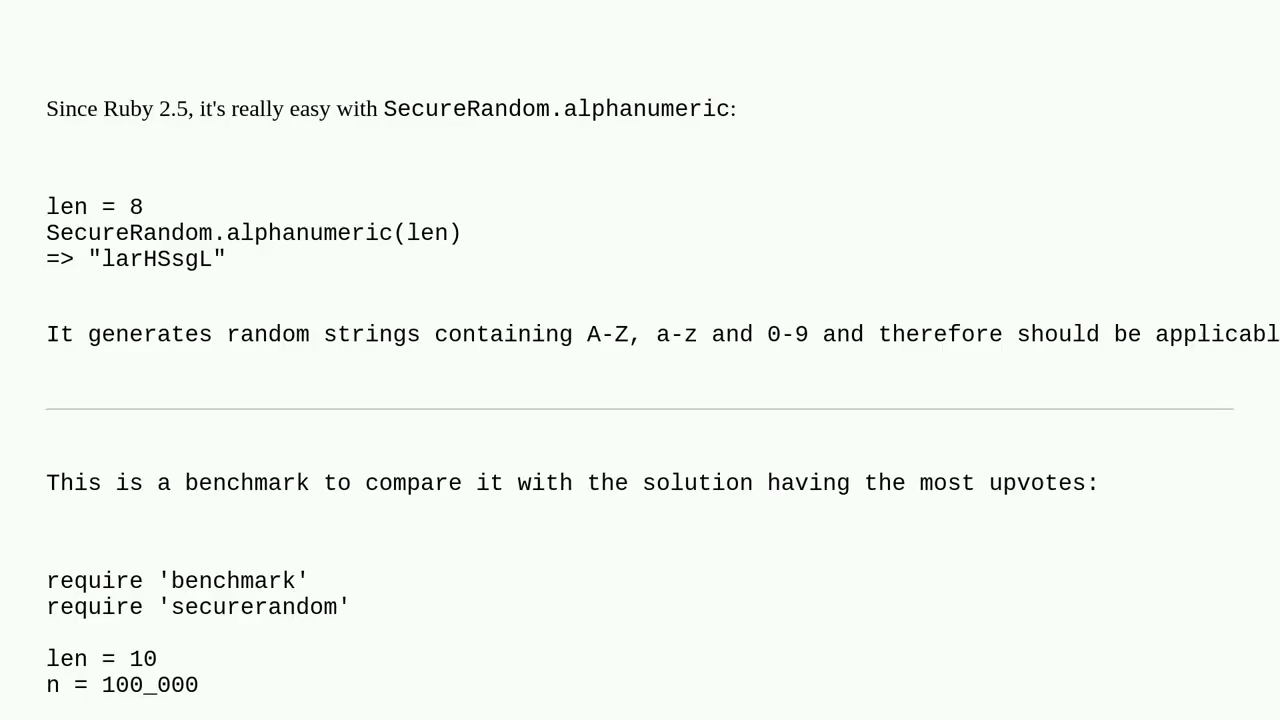 Since Ruby 2.5, it's really easy with SecureRandom.alphanumeric:
len = 8
SecureRandom.alphanumeric(len)
=> "larHSsgL"
It generates random strings containing A-Z, a-z and 0-9 and therefore should be applicabl
This is a benchmark to compare it with the solution having the most upvotes:
require 'benchmark'
require 'securerandom'
len = 10
n = 100_000